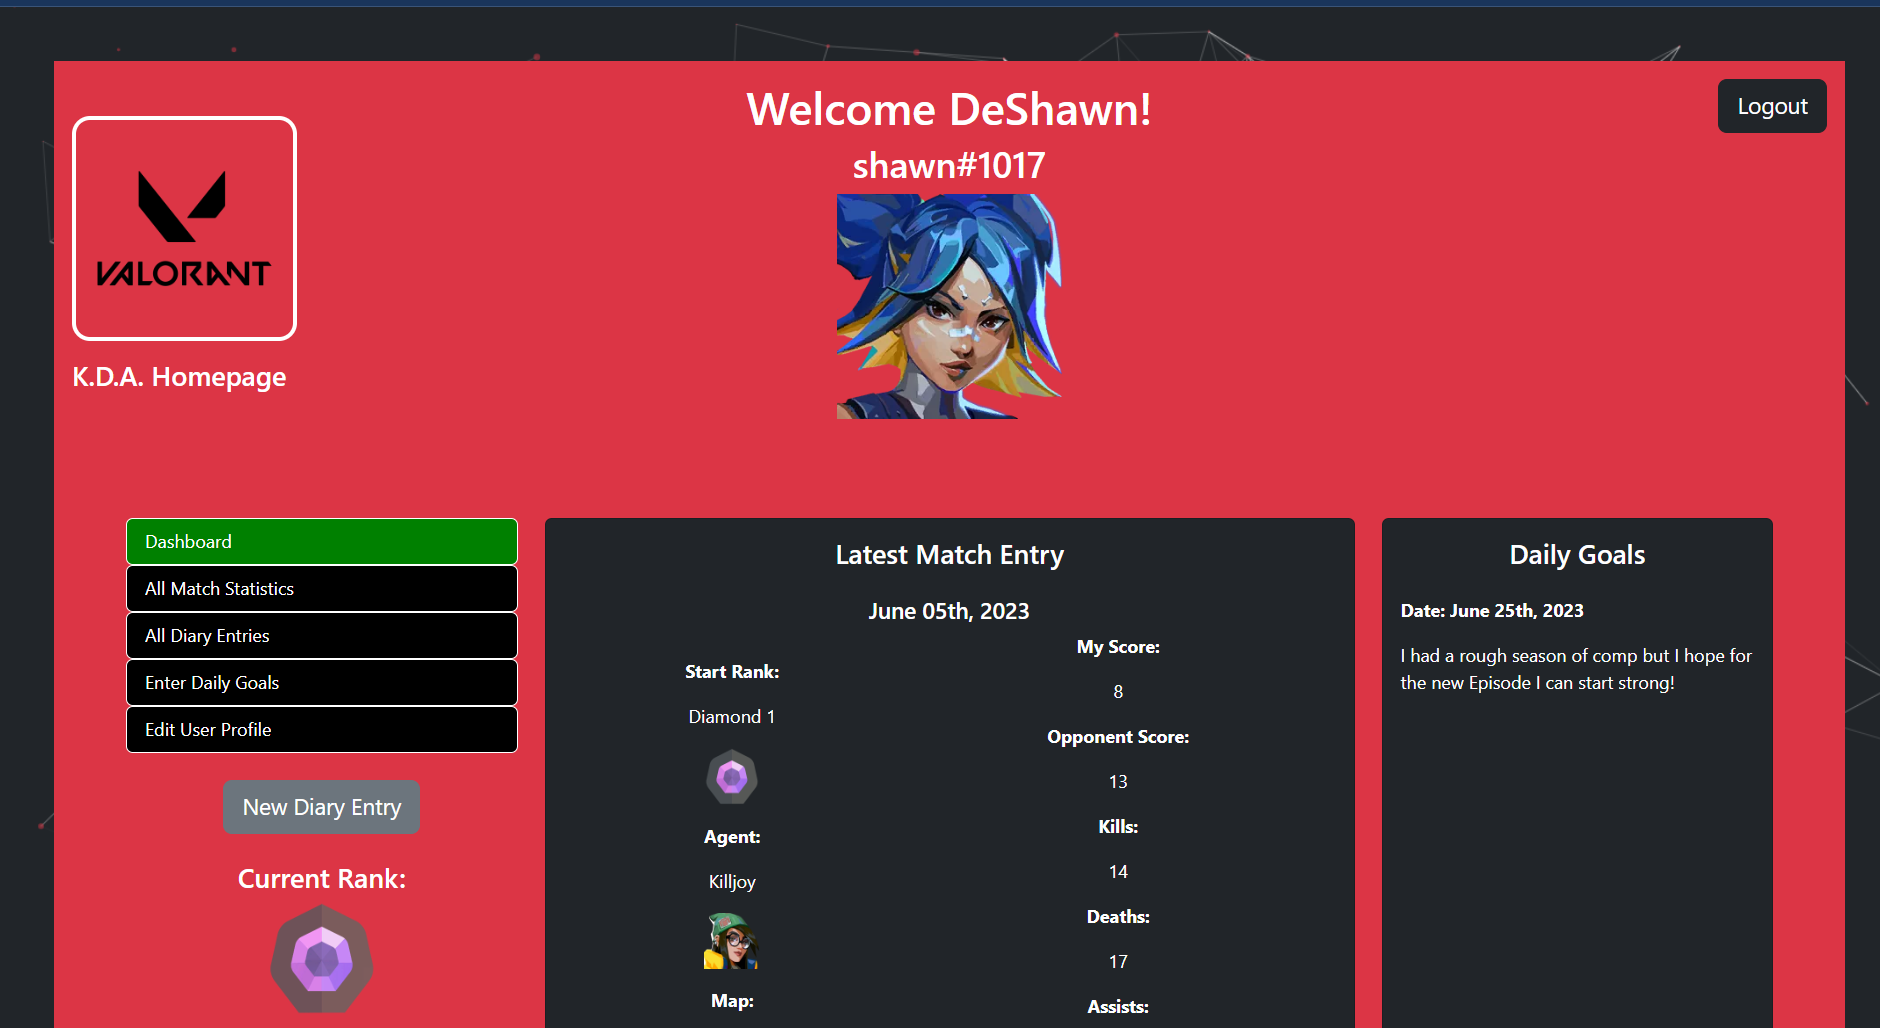 Welcome DeShawn!
Logout
shawn#1017
VALORANT
K.D.A. Homepage
Dashboard
All Match Statistics
All Diary Entries
Enter Daily Goals
Edit User Profile
New Diary Entry
Current Rank:
Latest Match Entry
June 05th, 2023
Start Rank:
Diamond 1
Agent:
Killjoy
Map:
My Score:
8
Opponent Score:
13
Kills:
14
Deaths:
17
Assists:
Daily Goals
Date: June 25th, 2023
I had a rough season of comp but I hope for
the new Episode I can start strong!